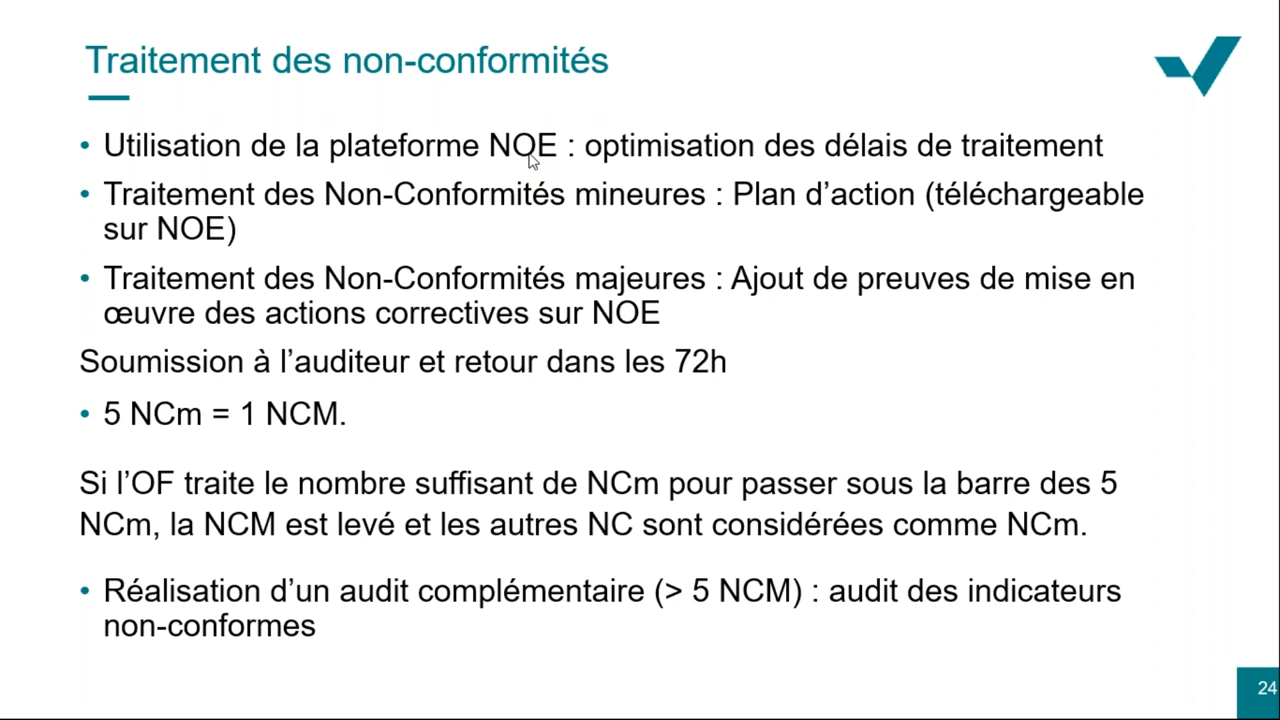 Traitement des non-conformités
• Utilisation de la plateforme NOE : optimisation des délais de traitement
• Traitement des Non-Conformités mineures : Plan d’action (téléchargeable
sur NOE)
• Traitement des Non-Conformités majeures : Ajout de preuves de mise en
œuvre des actions correctives sur NOE
Soumission à l’auditeur et retour dans les 72h
• 5 NCm = 1 NCM.
Si l’OF traite le nombre suffisant de NCm pour passer sous la barre des 5
NCm, la NCM est levé et les autres NC sont considérées comme NCm.
• Réalisation d’un audit complémentaire (> 5 NCM) : audit des indicateurs
non-conformes
24